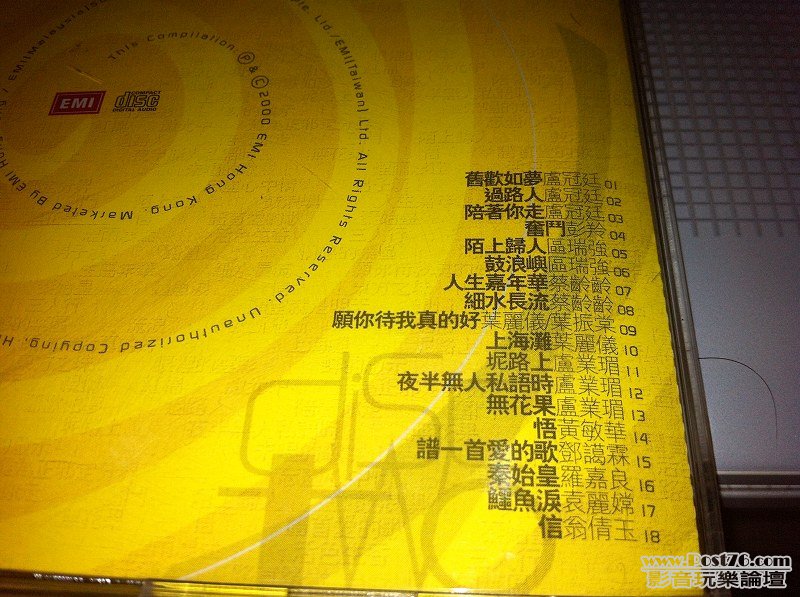 This Compilation ℗ & © 2000 EMI Hong Kong. Marketed By EMI
Ltd./EMI(Taiwan) Ltd. All Rights Reserved. Unauthorized Copying,
EMI
COMPACT
disc
DIGITAL AUDIO
舊歡如夢盧冠廷 01
過路人盧冠廷 02
陪著你走盧冠廷 03
奮鬥彭羚 04
陌上歸人區瑞強 05
鼓浪嶼區瑞強 06
人生嘉年華蔡齡齡 07
細水長流蔡齡齡 08
願你待我真的好葉麗儀/葉振棠 09
上海灘葉麗儀 10
坭路上盧業瑂 11
夜半無人私語時盧業瑂 12
無花果盧業瑂 13
悟黃敏華 14
譜一首愛的歌鄧藹霖 15
秦始皇羅嘉良 16
鱷魚淚袁麗嫦 17
信翁倩玉 18
disc
TWO
www.Post76.com
影音玩樂論壇